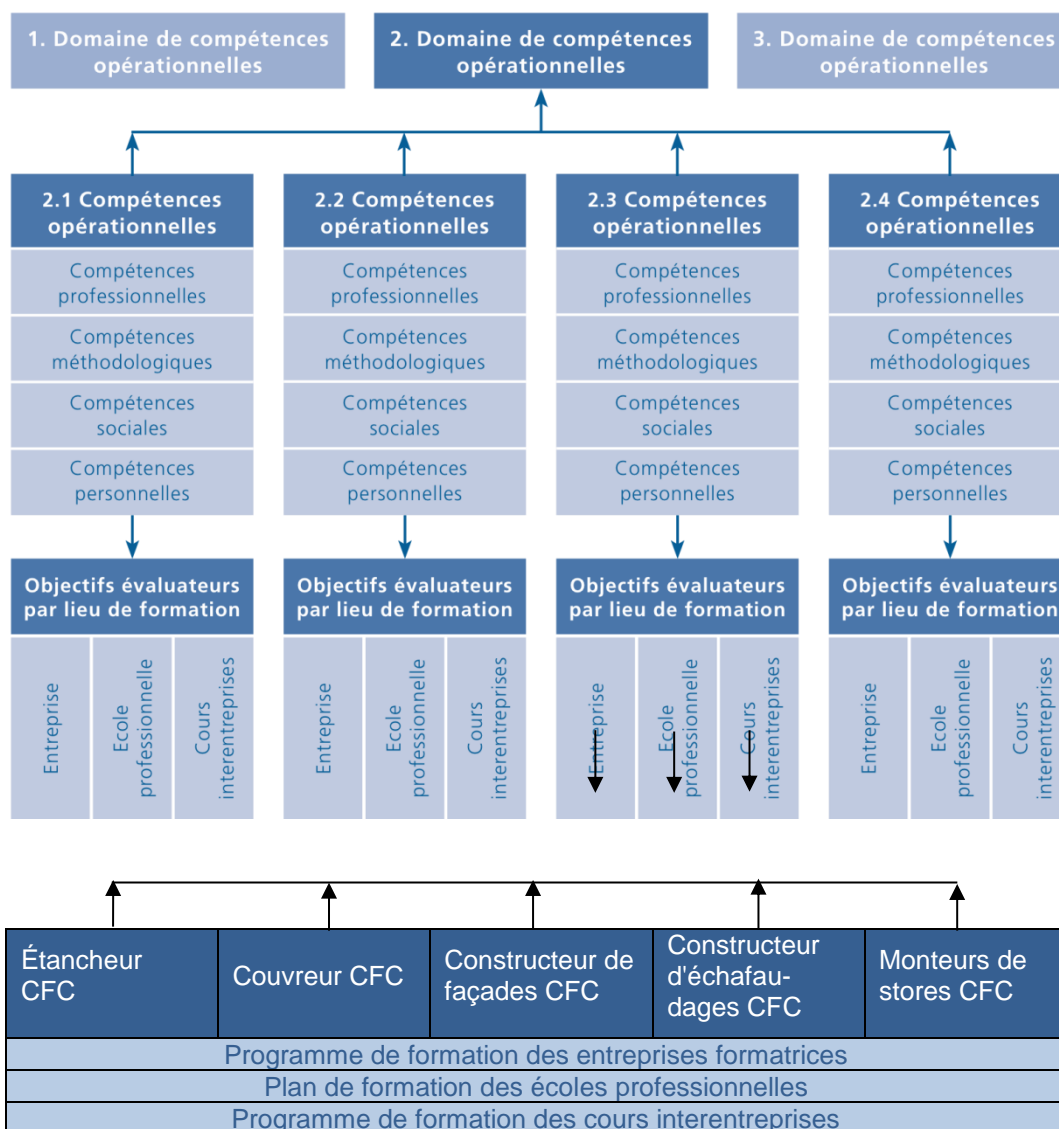 1. Domaine de compétences
opérationnelles
2. Domaine de compétences
opérationnelles
3. Domaine de compétences
opérationnelles
2.1 Compétences
opérationnelles
2.2 Compétences
opérationnelles
2.3 Compétences
opérationnelles
2.4 Compétences
opérationnelles
Compétences
professionnelles
Compétences
professionnelles
Compétences
professionnelles
Compétences
professionnelles
Compétences
méthodologiques
Compétences
méthodologiques
Compétences
méthodologiques
Compétences
méthodologiques
Compétences
sociales
Compétences
sociales
Compétences
sociales
Compétences
sociales
Compétences
personnelles
Compétences
personnelles
Compétences
personnelles
Compétences
personnelles
Objectifs évaluateurs
par lieu de formation
Objectifs évaluateurs
par lieu de formation
Objectifs évaluateurs
par lieu de formation
Objectifs évaluateurs
par lieu de formation
Entreprise
Ecole
professionnelle
Cours
interentreprises
Entreprise
Ecole
professionnelle
Cours
interentreprises
Entreprise
Ecole
professionnelle
Cours
interentreprises
Entreprise
Ecole
professionnelle
Cours
interentreprises
Étancheur
CFC
Couvreur CFC
Constructeur de
façades CFC
Constructeur
d'échafau-
dages CFC
Monteurs de
stores CFC
Programme de formation des entreprises formatrices
Plan de formation des écoles professionnelles
Programme de formation des cours interentreprises